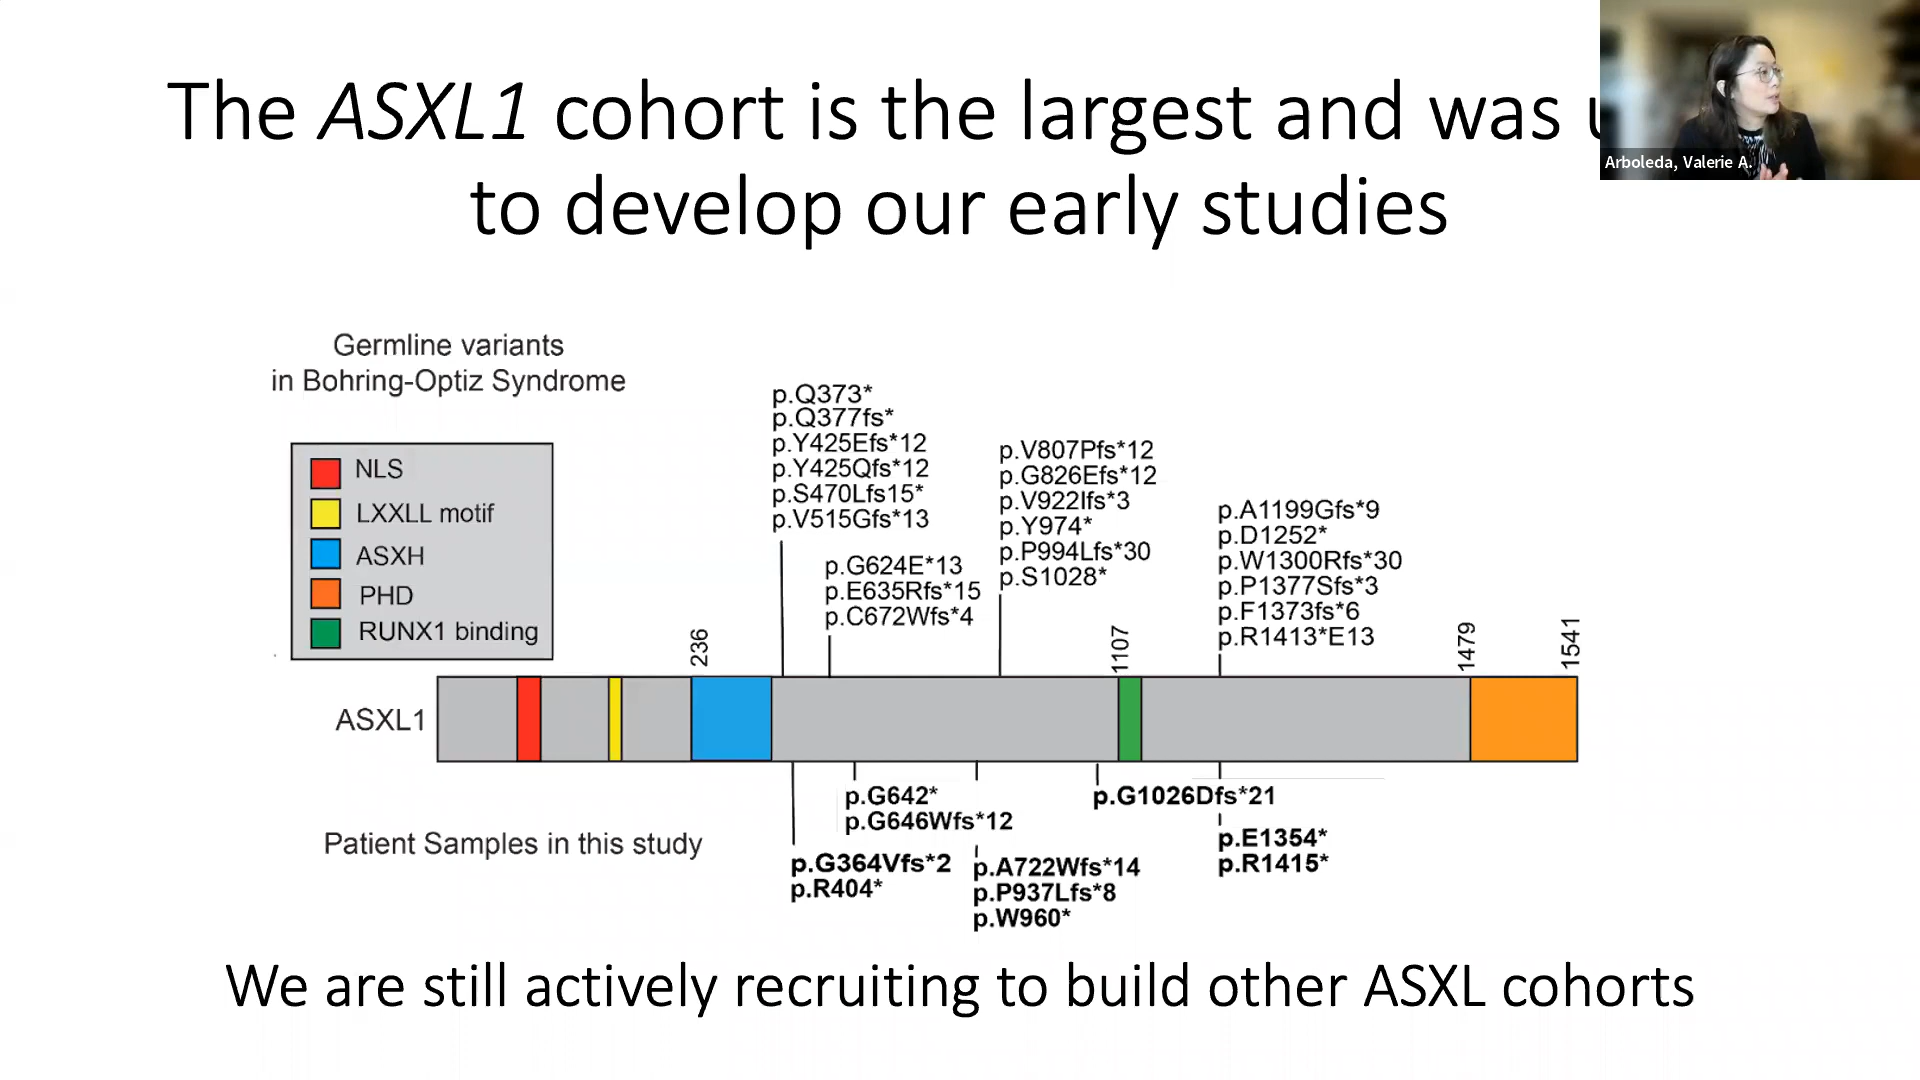 The ASXL1 cohort is the largest and was
to develop our early studies
Arboleda, Valerie A.
Germline variants
in Bohring-Optiz Syndrome
NLS
LXXLL motif
ASXH
PHD
RUNX1 binding
p.Q373*
p.Q377fs*
p.Y425Efs*12
p.Y425Qfs*12
p.S470Lfs15*
p.V515Gfs*13
p.G624E*13
p.E635Rfs*15
p.C672Wfs*4
p.V807Pfs*12
p.G826Efs*12
p.V922Ifs*3
p.Y974*
p.P994Lfs*30
p.S1028*
p.A1199Gfs*9
p.D1252*
p.W1300Rfs*30
p.P1377Sfs*3
p.F1373fs*6
p.R1413*E13
236
1107
1479
1541
ASXL1
Patient Samples in this study
p.G642*
p.G646Wfs*12
p.G364Vfs*2
p.R404*
p.A722Wfs*14
p.P937Lfs*8
p.W960*
p.G1026Dfs*21
p.E1354*
p.R1415*
We are still actively recruiting to build other ASXL cohorts